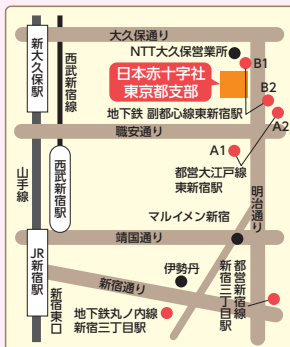 大久保通り
新大久保駅
西武新宿線
NTT大久保営業所
B1
日本赤十字社
東京都支部
B2
地下鉄 副都心線東新宿駅
A2
職安通り
A1
西武新宿駅
都営大江戸線
東新宿駅
山手線
明治通り
マルイメン新宿
靖国通り
JR新宿駅
伊勢丹
都営新宿線
新宿三丁目駅
新宿通り
新宿東口
地下鉄丸ノ内線
新宿三丁目駅